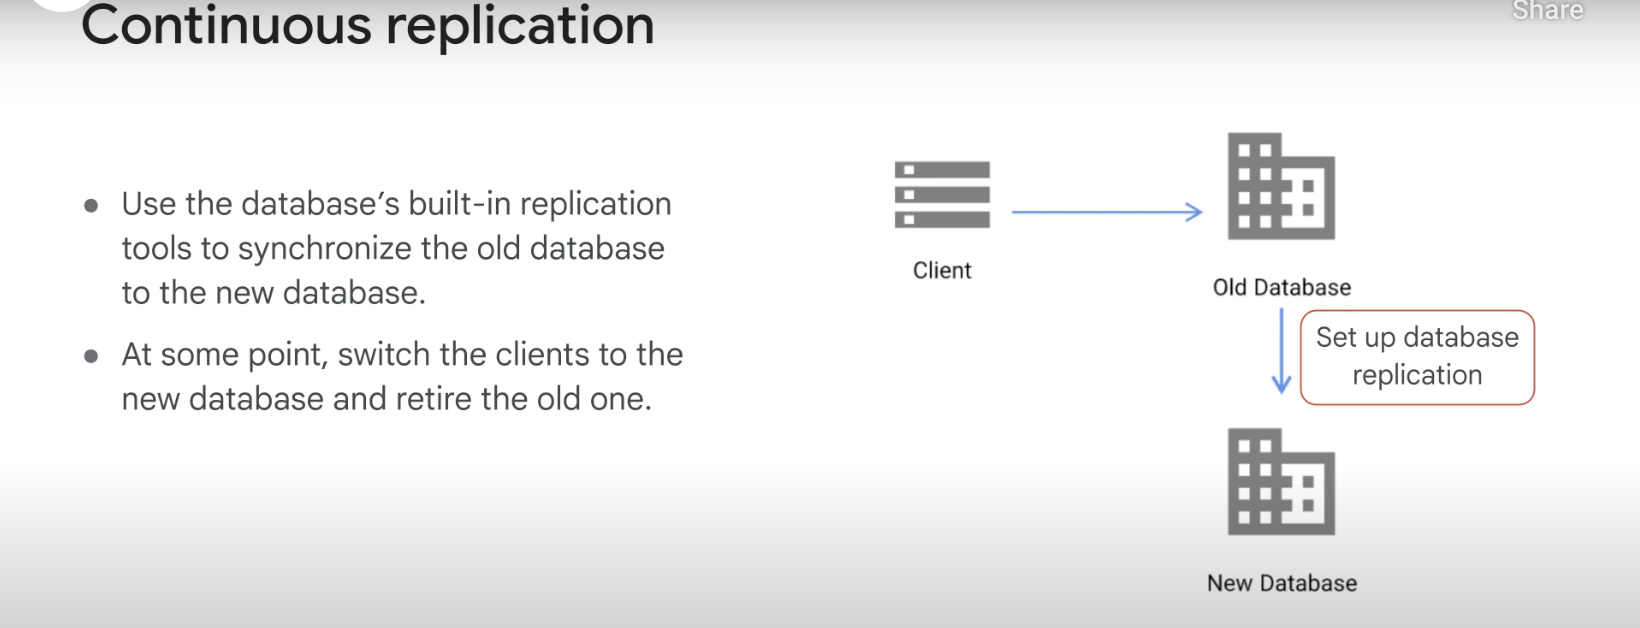 Continuous replication
Share
● Use the database’s built-in replication
tools to synchronize the old database
to the new database.
● At some point, switch the clients to the
new database and retire the old one.
Client
Old Database
Set up database
replication
New Database